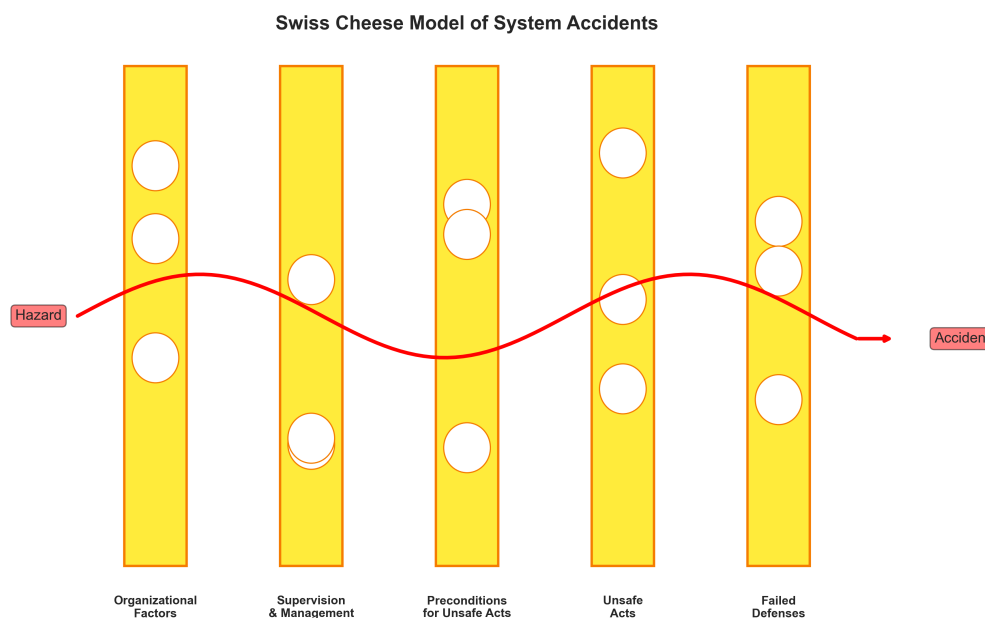 Swiss Cheese Model of System Accidents
Hazard
Acciden
Organizational
Factors
Supervision
& Management
Preconditions
for Unsafe Acts
Unsafe
Acts
Failed
Defenses